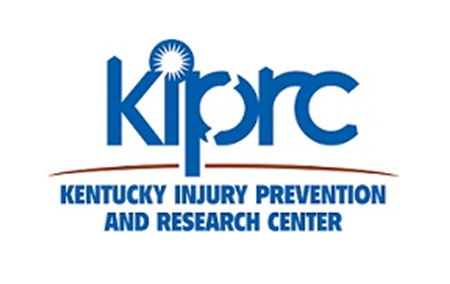 kiprc
KENTUCKY INJURY PREVENTION
AND RESEARCH CENTER